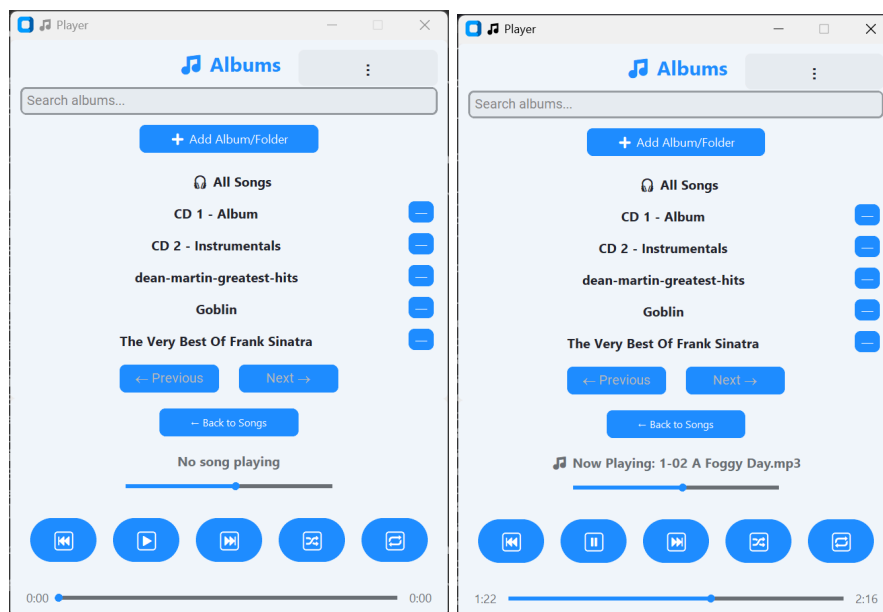 Player
Albums
Search albums...
Add Album/Folder
All Songs
CD 1 - Album
CD 2 - Instrumentals
dean-martin-greatest-hits
Goblin
The Very Best Of Frank Sinatra
← Previous Next →
← Back to Songs
No song playing
0:00 0:00
Player
Albums
Search albums...
Add Album/Folder
All Songs
CD 1 - Album
CD 2 - Instrumentals
dean-martin-greatest-hits
Goblin
The Very Best Of Frank Sinatra
← Previous Next →
← Back to Songs
Now Playing: 1-02 A Foggy Day.mp3
1:22 2:16